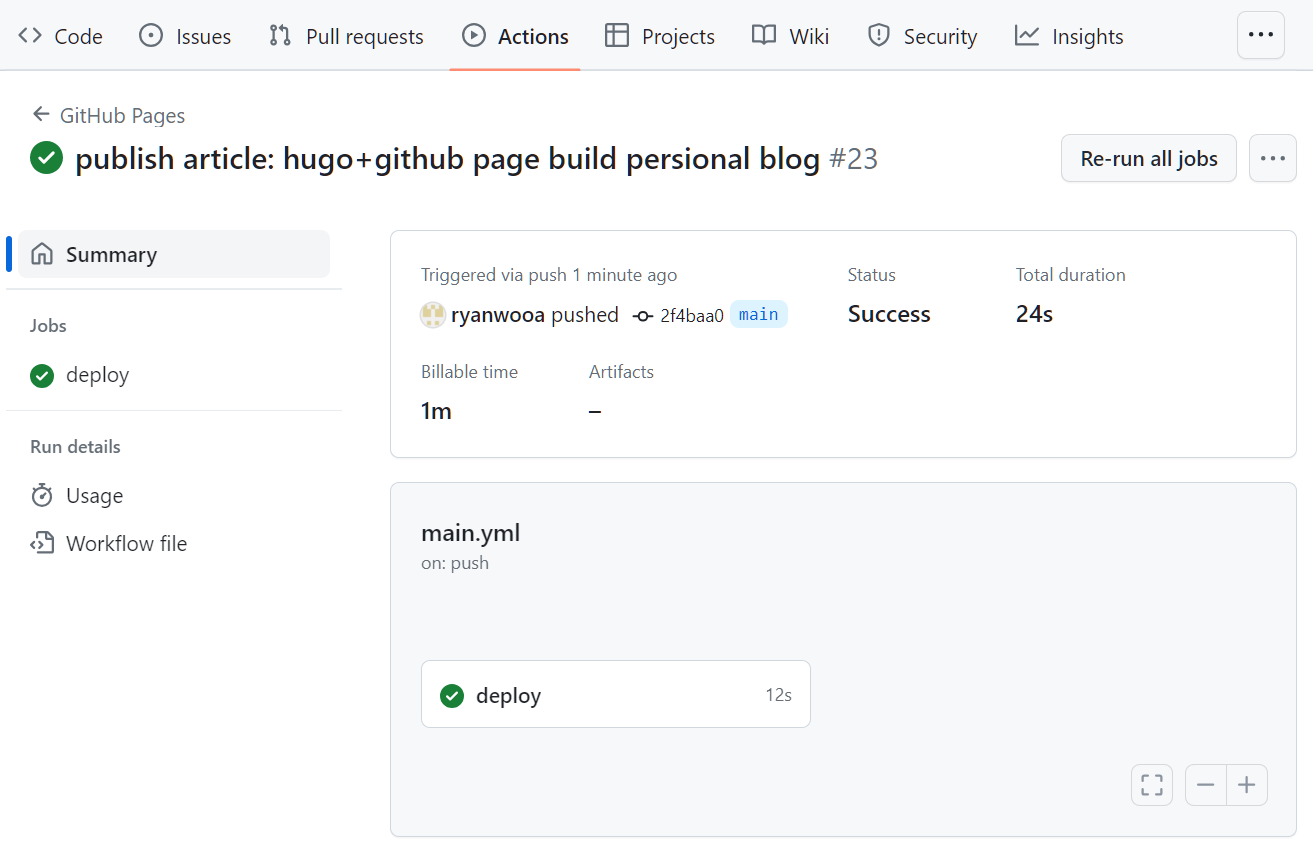 Code Issues Pull requests Actions Projects Wiki Security Insights
GitHub Pages
publish article: hugo+github page build persional blog #23
Re-run all jobs
Summary
Jobs
deploy
Run details
Usage
Workflow file
Triggered via push 1 minute ago
ryanwooa pushed 2f4baa0 main
Status
Success
Total duration
24s
Billable time
1m
Artifacts
–
main.yml
on: push
deploy 12s